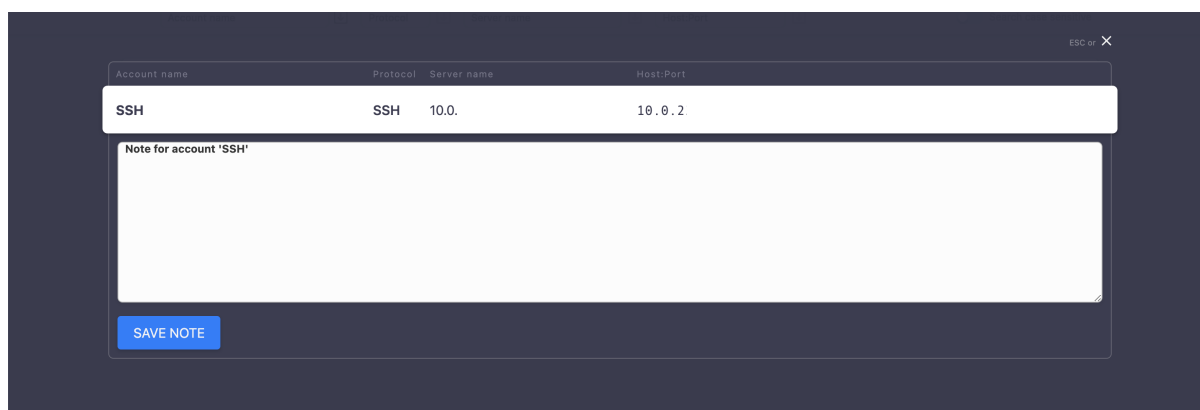 ESC or ×
Account name Protocol Server name Host:Port
SSH SSH 10.0. 10.0.2
Note for account 'SSH'
SAVE NOTE